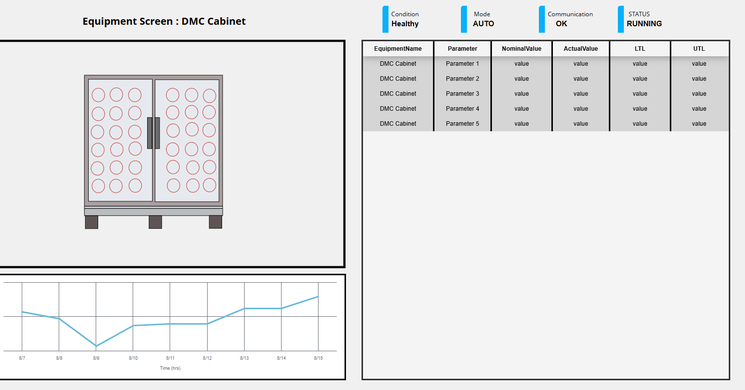 Equipment Screen : DMC Cabinet
Condition
Healthy
Mode
AUTO
Communication
OK
STATUS
RUNNING
EquipmentName Parameter NominalValue ActualValue LTL UTL
DMC Cabinet Parameter 1 value value value value
DMC Cabinet Parameter 2 value value value value
DMC Cabinet Parameter 3 value value value value
DMC Cabinet Parameter 4 value value value value
DMC Cabinet Parameter 5 value value value value
8/7 8/8 8/9 8/10 8/11 8/12 8/13 8/14 8/15
Time (hrs)